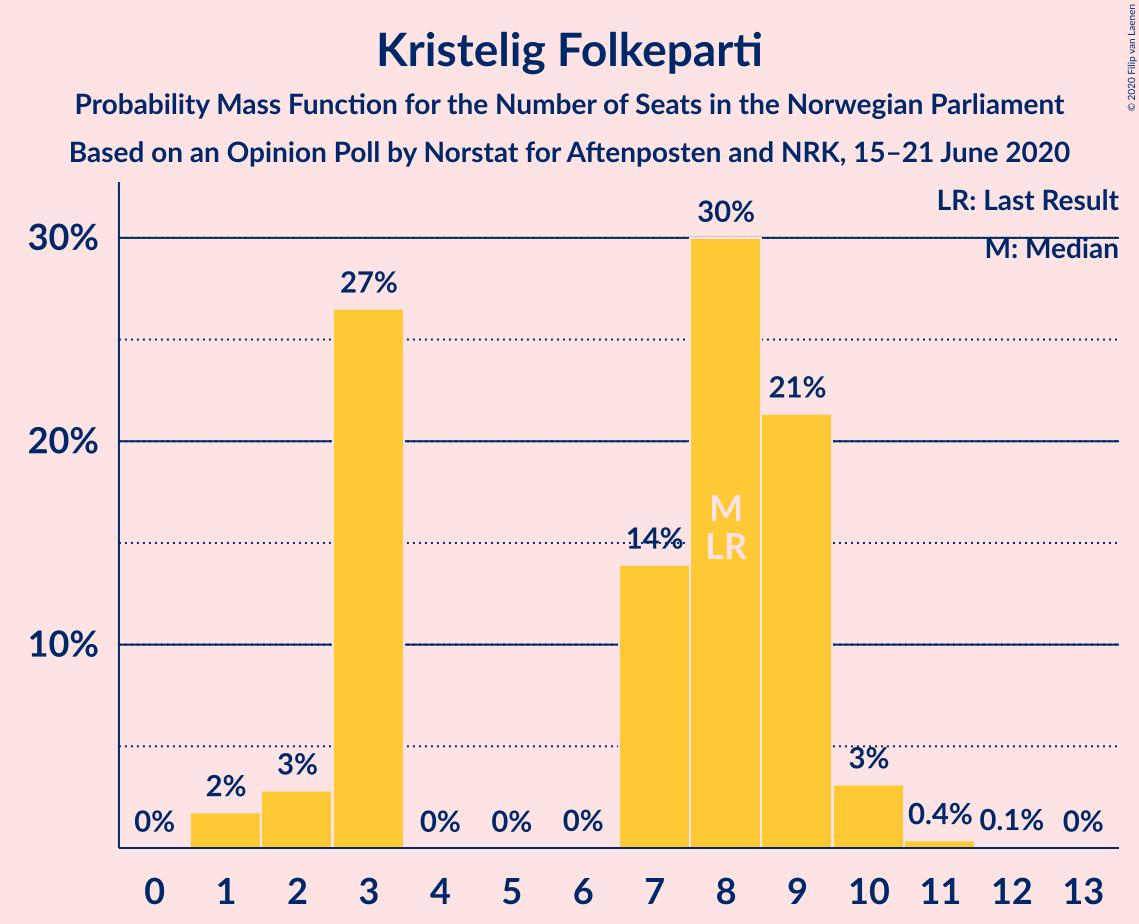 Kristelig Folkeparti
Probability Mass Function for the Number of Seats in the Norwegian Parliament
Based on an Opinion Poll by Norstat for Aftenposten and NRK, 15–21 June 2020
© 2020 Filip van Laenen
LR: Last Result
M: Median
30%
20%
10%
0%
2%
3%
27%
0%
0%
0%
14%
30%
21%
3%
0.4%
0.1%
0%
M
LR
0 1 2 3 4 5 6 7 8 9 10 11 12 13